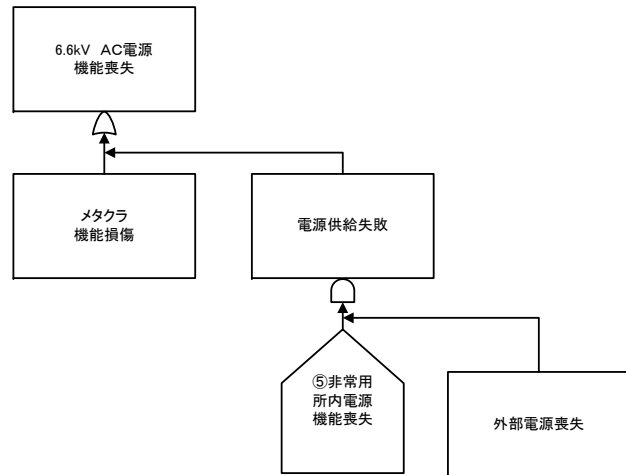 6.6kV AC電源
機能喪失
メタクラ
機能損傷
電源供給失敗
⑤非常用
所内電源
機能喪失
外部電源喪失